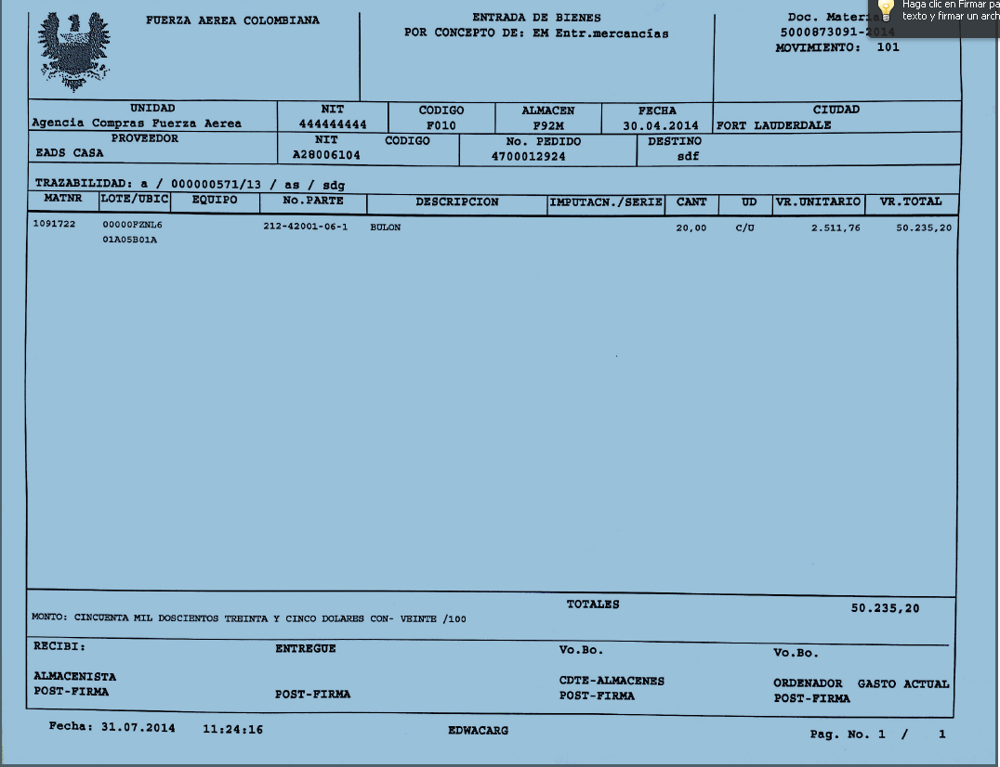 FUERZA AEREA COLOMBIANA
ENTRADA DE BIENES
POR CONCEPTO DE: EM Entr.mercancías
Doc. Materi
5000873091-2014
MOVIMIENTO: 101
Haga clic en Firmar pa
texto y firmar un arch
UNIDAD NIT CODIGO ALMACEN FECHA CIUDAD
Agencia Compras Fuerza Aerea 444444444 F010 F92M 30.04.2014 FORT LAUDERDALE
PROVEEDOR NIT CODIGO No. PEDIDO DESTINO
EADS CASA A28006104 4700012924 sdf
TRAZABILIDAD: a / 000000571/13 / as / sdg
MATNR LOTE/UBIC EQUIPO No.PARTE DESCRIPCION IMPUTACN./SERIE CANT UD VR.UNITARIO VR.TOTAL
1091722 00000FZNL6 212-42001-06-1 BULON 20,00 C/U 2.511,76 50.235,20
01A05B01A
TOTALES 50.235,20
MONTO: CINCUENTA MIL DOSCIENTOS TREINTA Y CINCO DOLARES CON- VEINTE /100
RECIBI: ENTREGUE Vo.Bo. Vo.Bo.
ALMACENISTA CDTE-ALMACENES ORDENADOR GASTO ACTUAL
POST-FIRMA POST-FIRMA POST-FIRMA POST-FIRMA
Fecha: 31.07.2014 11:24:16 EDWACARG Pag. No. 1 / 1